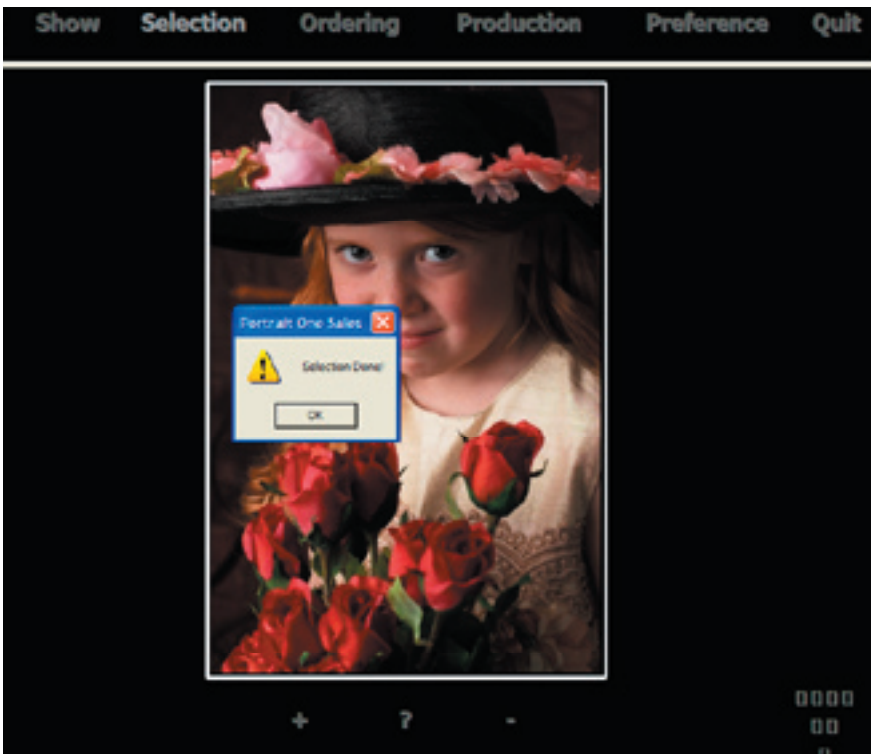 Show Selection Ordering Production Preference Quit
Portrait One Sales
Selection Done!
OK
+ ? -